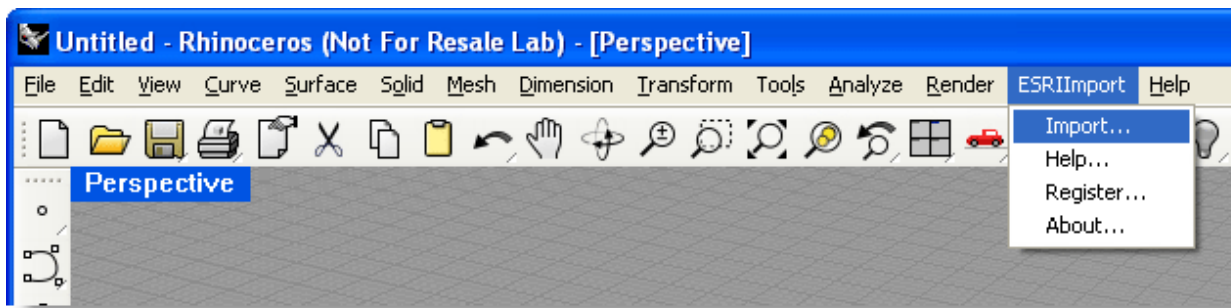 Untitled - Rhinoceros (Not For Resale Lab) - [Perspective]
File Edit View Curve Surface Solid Mesh Dimension Transform Tools Analyze Render ESRIImport Help
Import...
Help...
Register...
About...
Perspective